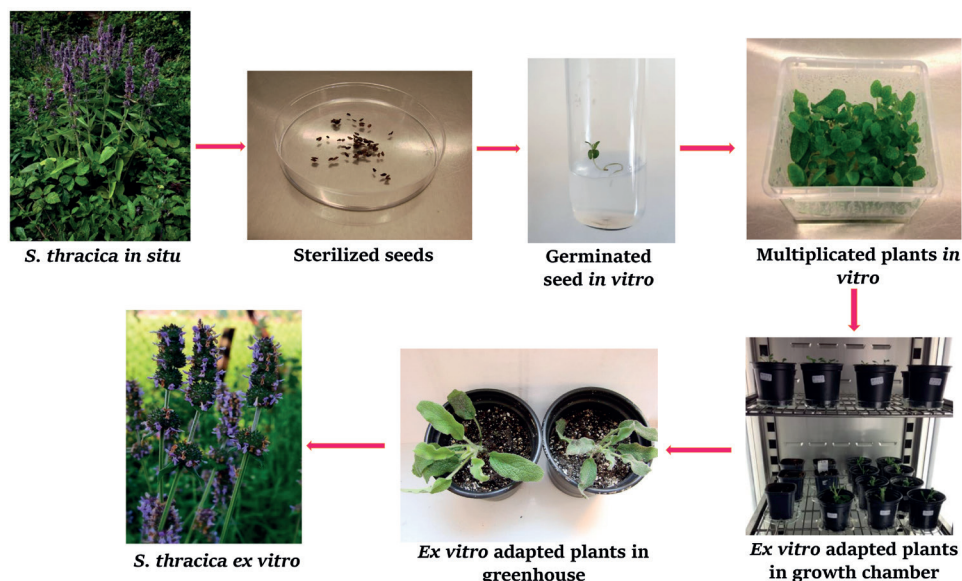 S. thracica in situ
Sterilized seeds
Germinated
seed in vitro
Multiplicated plants in
vitro
S. thracica ex vitro
Ex vitro adapted plants in
greenhouse
Ex vitro adapted plants
in growth chamber